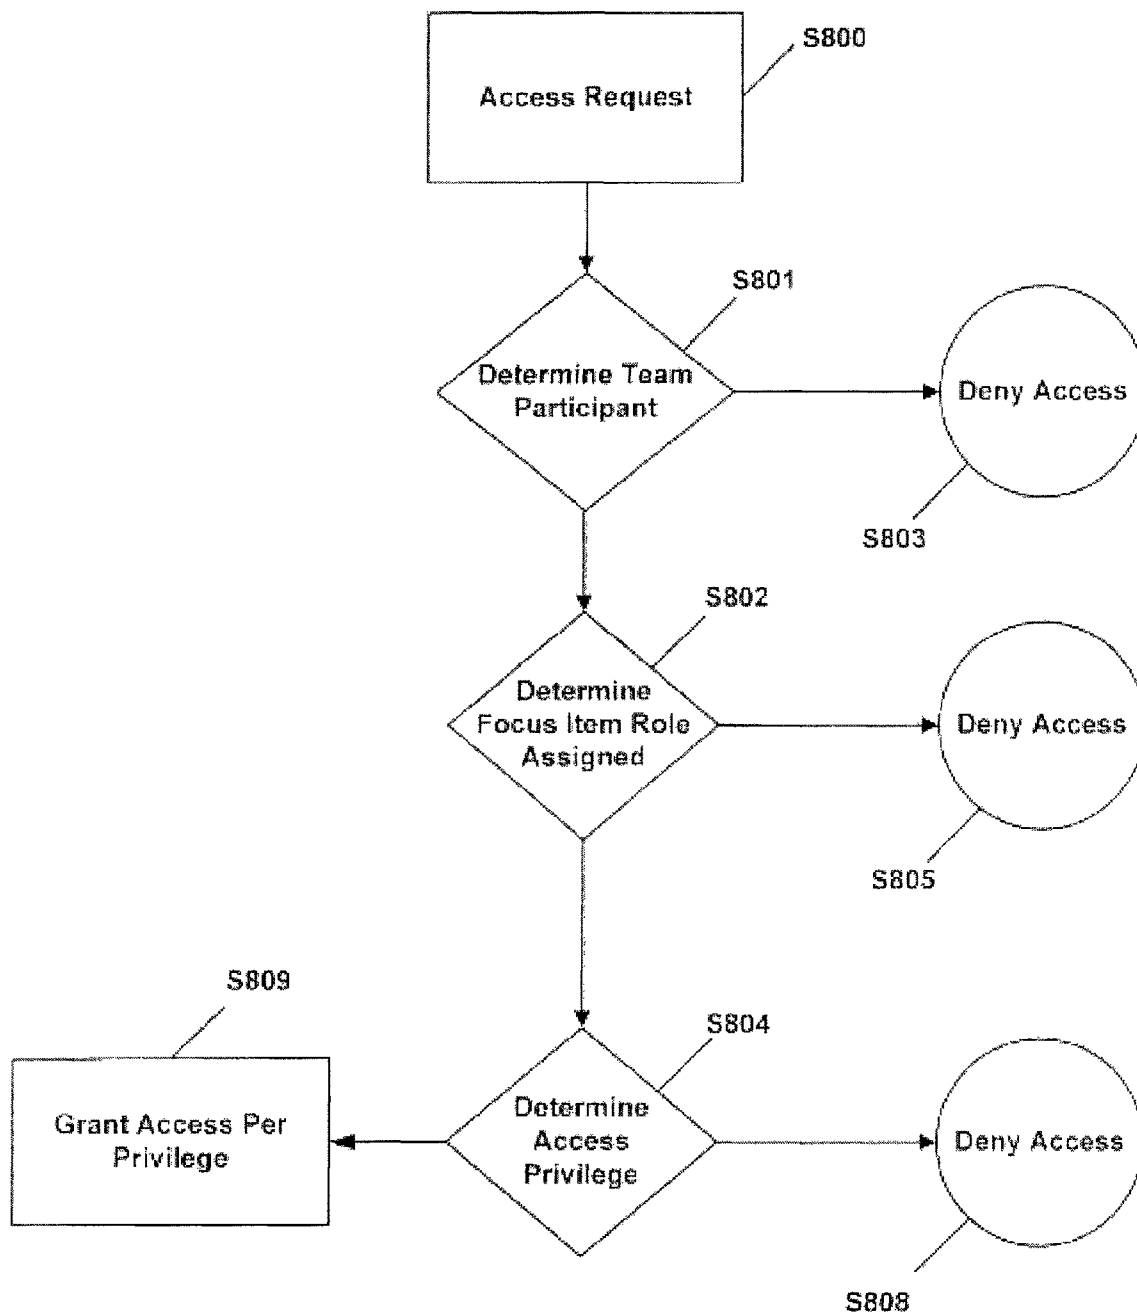 S800
Access Request
S801
Determine Team
Participant
Deny Access
S803
S802
Determine
Focus Item Role
Assigned
Deny Access
S805
S809
S804
Grant Access Per
Privilege
Determine
Access
Privilege
Deny Access
S808